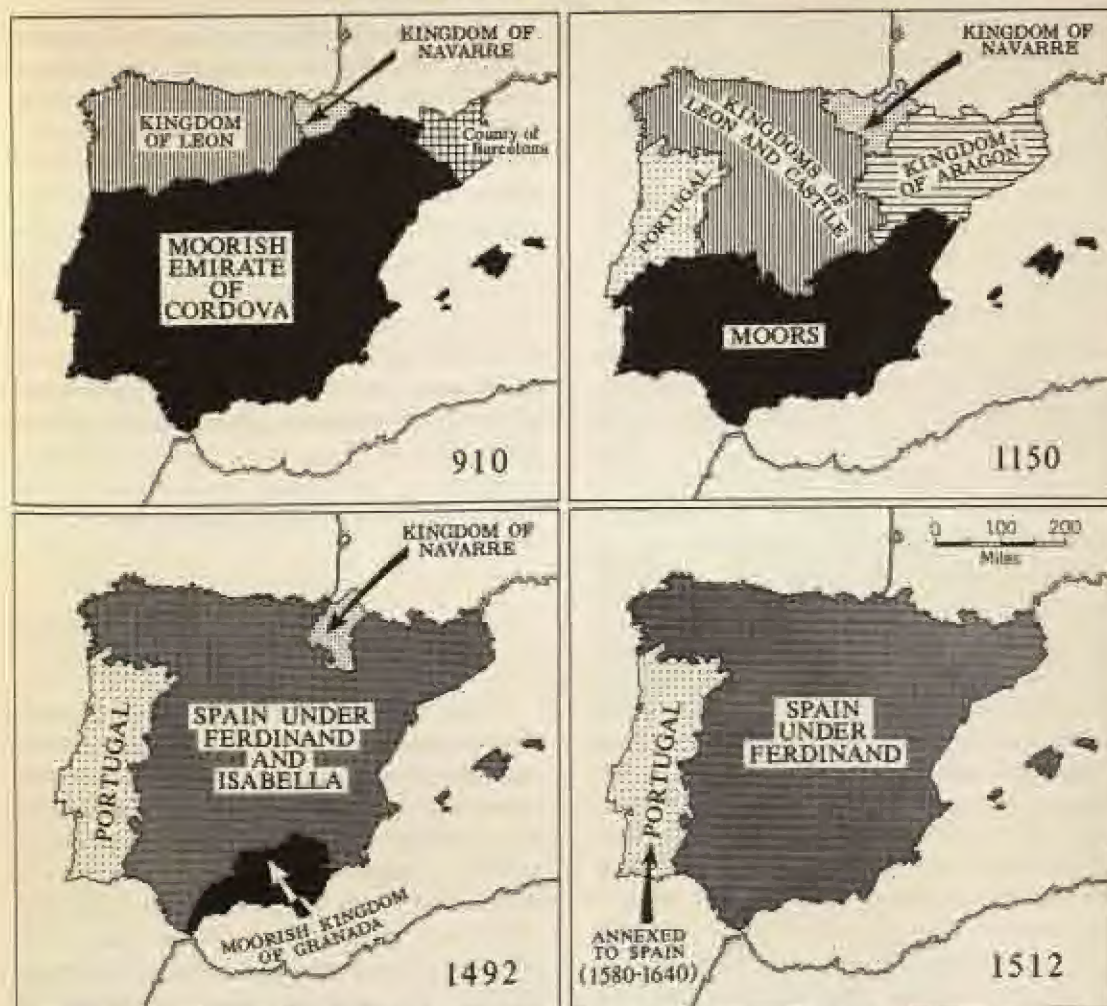 KINGDOM OF
NAVARRE
KINGDOM
OF LEON
County of
Barcelona
MOORISH
EMIRATE
OF
CORDOVA
910
KINGDOM OF
NAVARRE
KINGDOMS OF
LEON AND CASTILE
KINGDOM
OF ARAGON
PORTUGAL
MOORS
1150
KINGDOM OF
NAVARRE
SPAIN UNDER
FERDINAND
AND
ISABELLA
PORTUGAL
MOORISH KINGDOM
OF GRANADA
1492
0 100 200
Miles
SPAIN
UNDER
FERDINAND
PORTUGAL
ANNEXED
TO SPAIN
(1580-1640)
1512